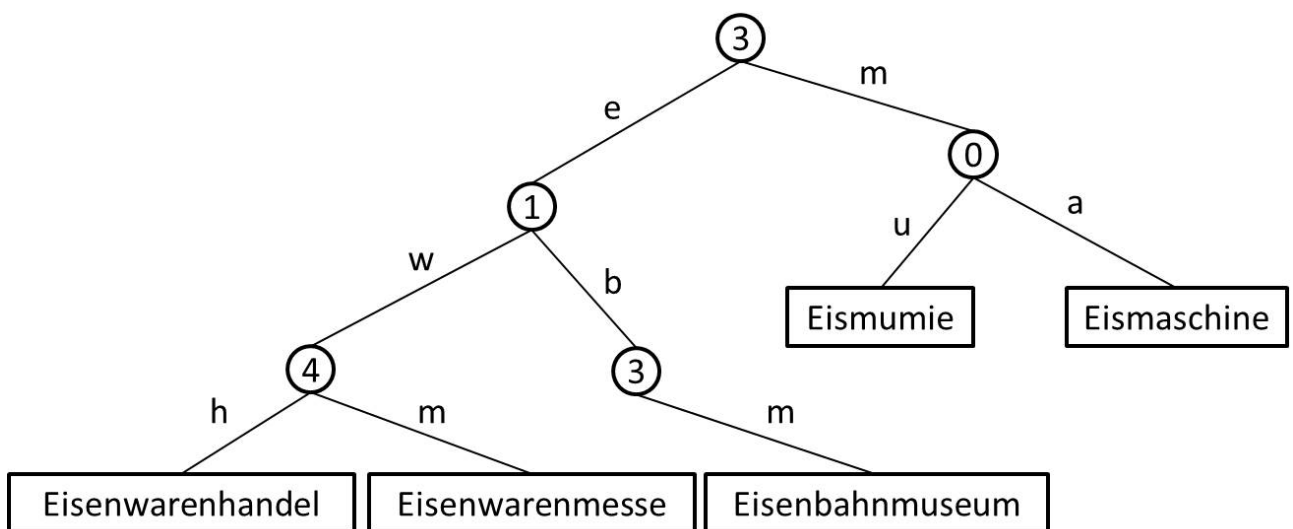 3
m
e
0
1
u
a
w
b
Eismumie
Eismaschine
4
3
h
m
m
Eisenwarenhandel
Eisenwarenmesse
Eisenbahnmuseum